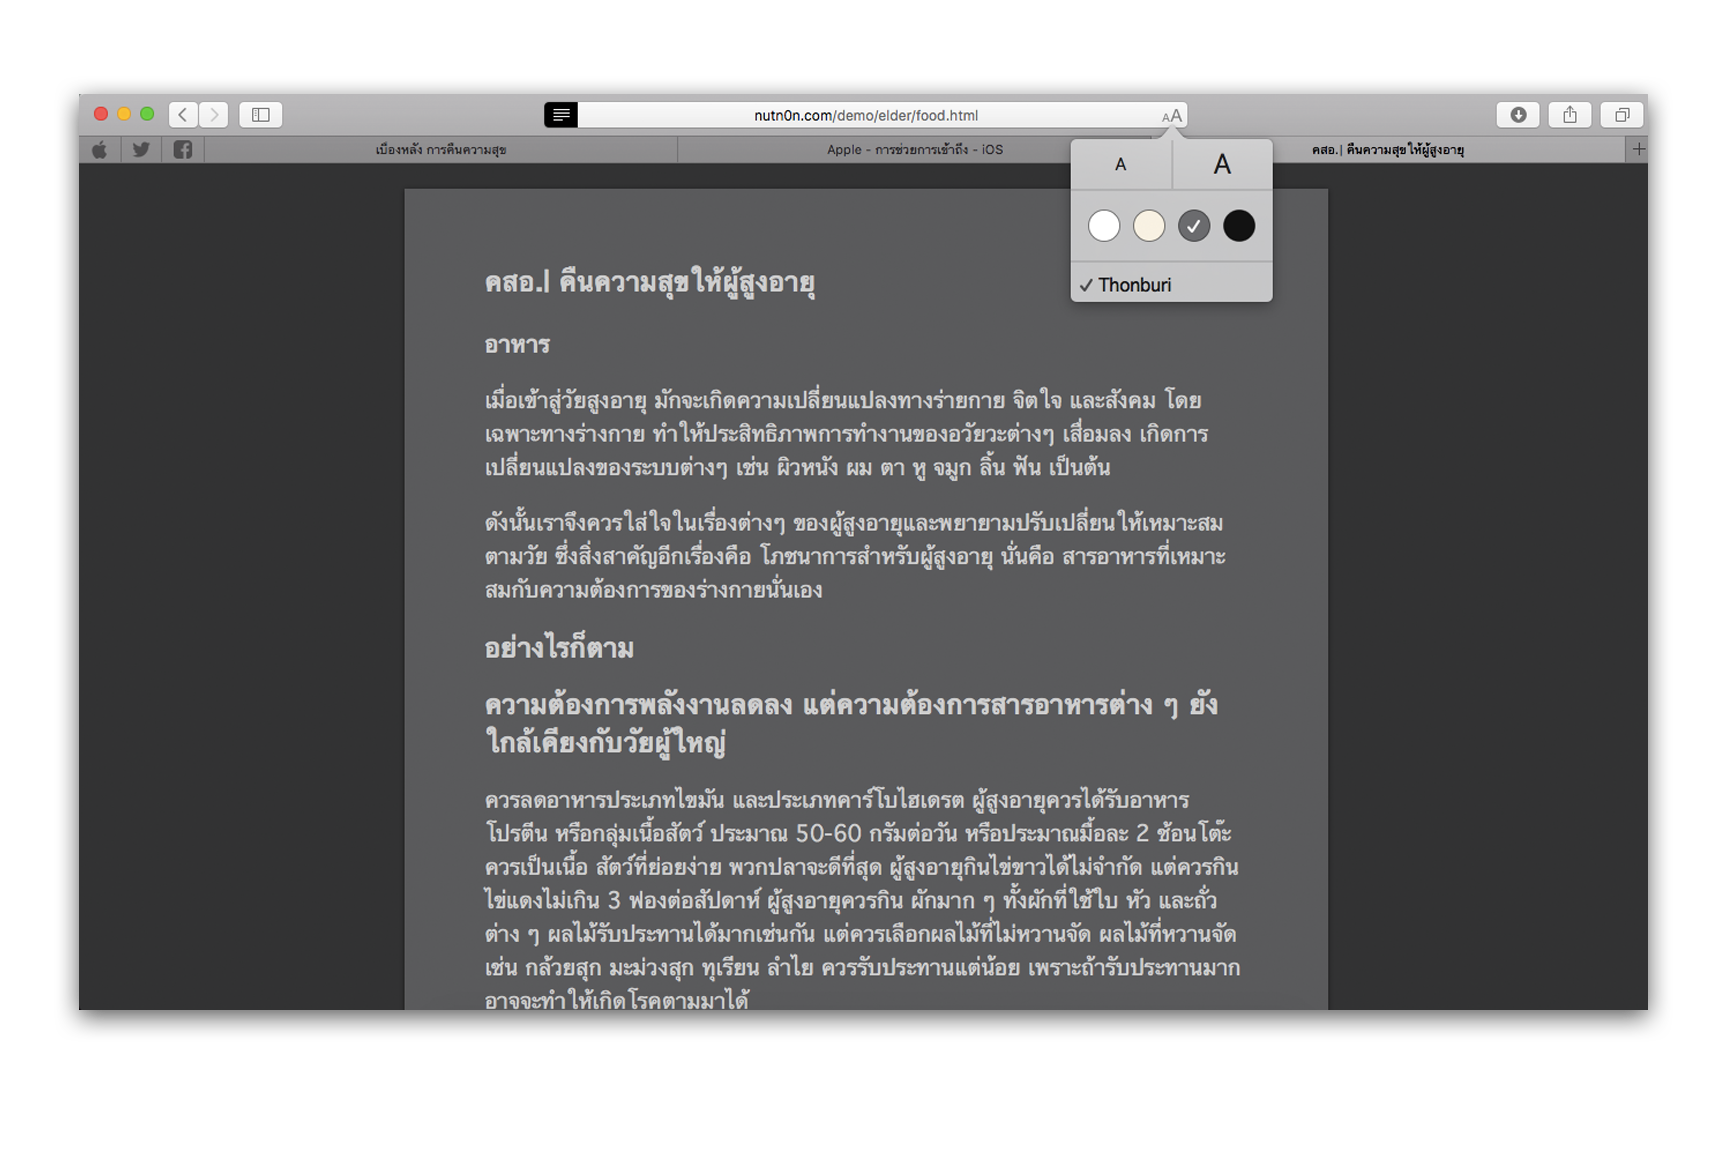 nutn0n.com/demo/elder/food.html
AA
เบื้องหลัง การคืนความสุข
Apple - การช่วยการเข้าถึง - iOS
คสอ.| คืนความสุขให้ผู้สูงอายุ
A
A
Thonburi
คสอ.| คืนความสุขให้ผู้สูงอายุ
อาหาร
เมื่อเข้าสู่วัยสูงอายุ มักจะเกิดความเปลี่ยนแปลงทางร่ายกาย จิตใจ และสังคม โดย
เฉพาะทางร่างกาย ทำให้ประสิทธิภาพการทำงานของอวัยวะต่างๆ เสื่อมลง เกิดการ
เปลี่ยนแปลงของระบบต่างๆ เช่น ผิวหนัง ผม ตา หู จมูก ลิ้น ฟัน เป็นต้น
ดังนั้นเราจึงควรใส่ใจในเรื่องต่างๆ ของผู้สูงอายุและพยายามปรับเปลี่ยนให้เหมาะสม
ตามวัย ซึ่งสิ่งสาคัญอีกเรื่องคือ โภชนาการสำหรับผู้สูงอายุ นั่นคือ สารอาหารที่เหมาะ
สมกับความต้องการของร่างกายนั่นเอง
อย่างไรก็ตาม
ความต้องการพลังงานลดลง แต่ความต้องการสารอาหารต่าง ๆ ยัง
ใกล้เคียงกับวัยผู้ใหญ่
ควรลดอาหารประเภทไขมัน และประเภทคาร์โบไฮเดรต ผู้สูงอายุควรได้รับอาหาร
โปรตีน หรือกลุ่มเนื้อสัตว์ ประมาณ 50-60 กรัมต่อวัน หรือประมาณมื้อละ 2 ช้อนโต๊ะ
ควรเป็นเนื้อ สัตว์ที่ย่อยง่าย พวกปลาจะดีที่สุด ผู้สูงอายุกินไข่ขาวได้ไม่จำกัด แต่ควรกิน
ไข่แดงไม่เกิน 3 ฟองต่อสัปดาห์ ผู้สูงอายุควรกิน ผักมาก ๆ ทั้งผักที่ใช้ใบ หัว และถั่ว
ต่าง ๆ ผลไม้รับประทานได้มากเช่นกัน แต่ควรเลือกผลไม้ที่ไม่หวานจัด ผลไม้ที่หวานจัด
เช่น กล้วยสุก มะม่วงสุก ทุเรียน ลำไย ควรรับประทานแต่น้อย เพราะถ้ารับประทานมาก
อาจจะทำให้เกิดโรคตามมาได้